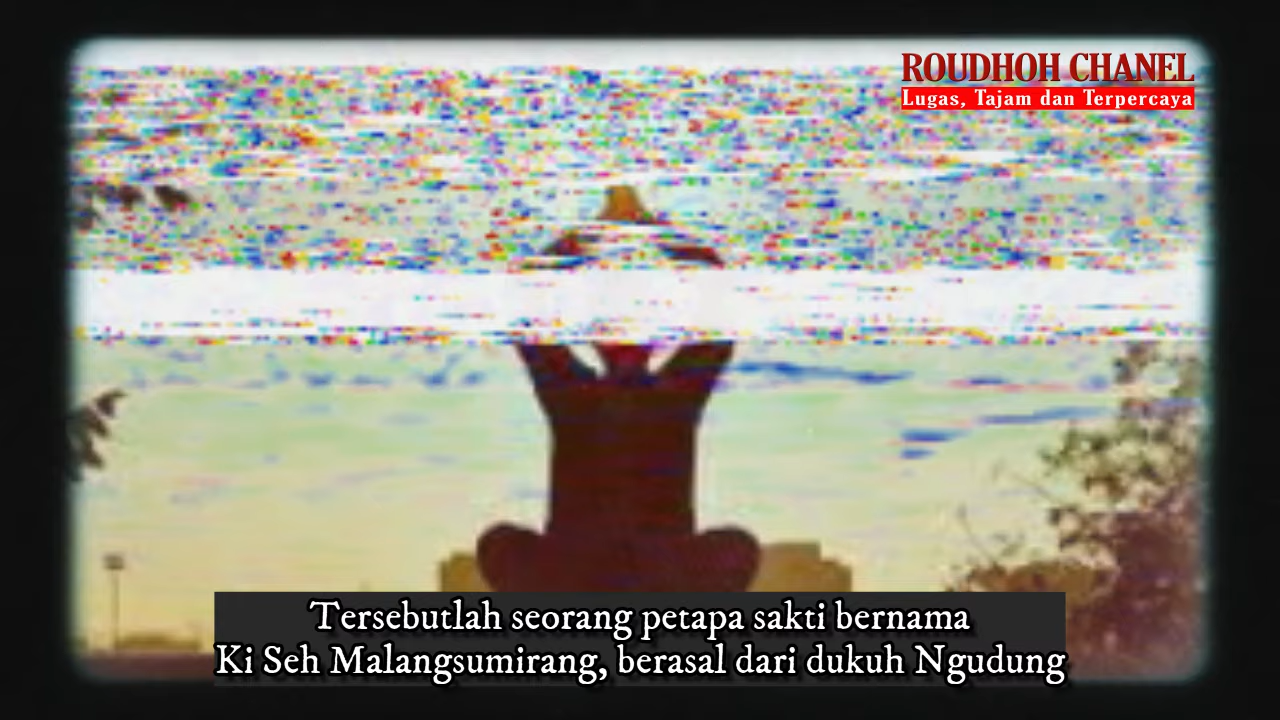 ROUDHOH CHANEL
Lugas, Tajam dan Terpercaya
Tersebutlah seorang petapa sakti bernama
Ki Seh Malangsumirang, berasal dari dukuh Ngudung